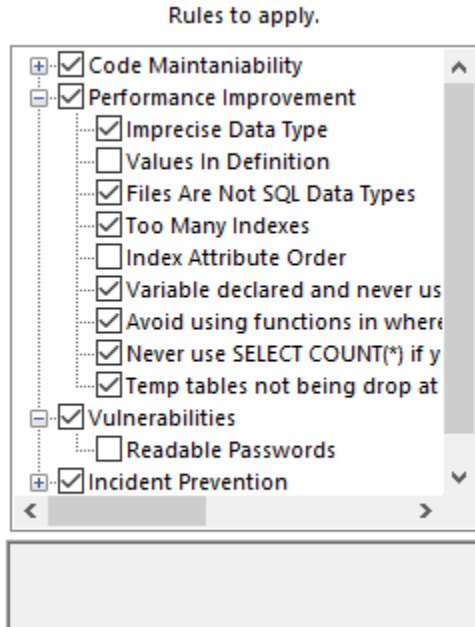 Rules to apply.
Code Maintaniability
Performance Improvement
Imprecise Data Type
Values In Definition
Files Are Not SQL Data Types
Too Many Indexes
Index Attribute Order
Variable declared and never us
Avoid using functions in where
Never use SELECT COUNT(*) if y
Temp tables not being drop at
Vulnerabilities
Readable Passwords
Incident Prevention